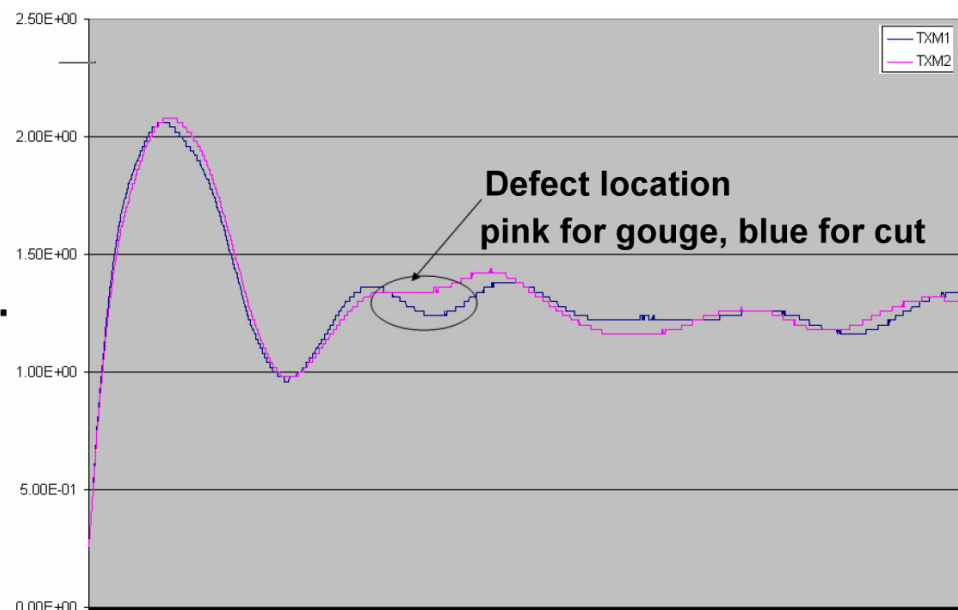 2.50E+00
TXM1
TXM2
2.00E+00
Defect location
pink for gouge, blue for cut
1.50E+00
1.00E+00
5.00E-01
0.00E+00